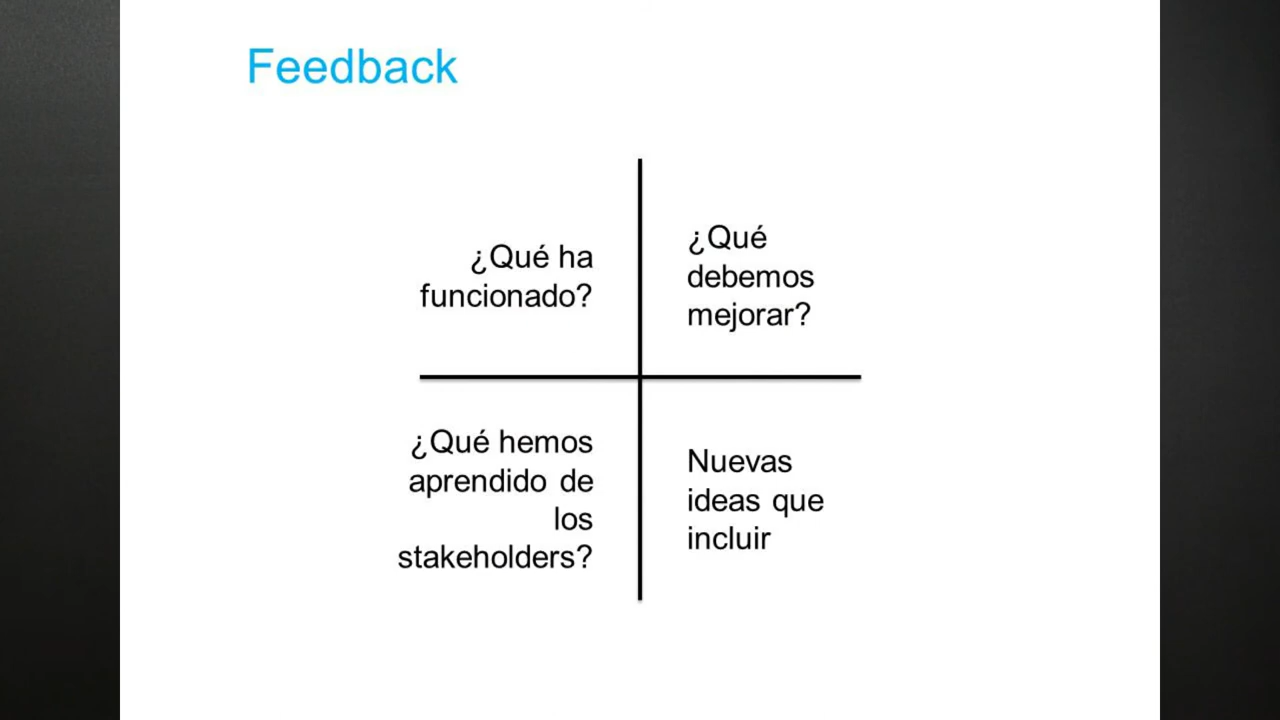 Feedback
¿Qué ha
funcionado?
¿Qué
debemos
mejorar?
¿Qué hemos
aprendido de
los
stakeholders?
Nuevas
ideas que
incluir